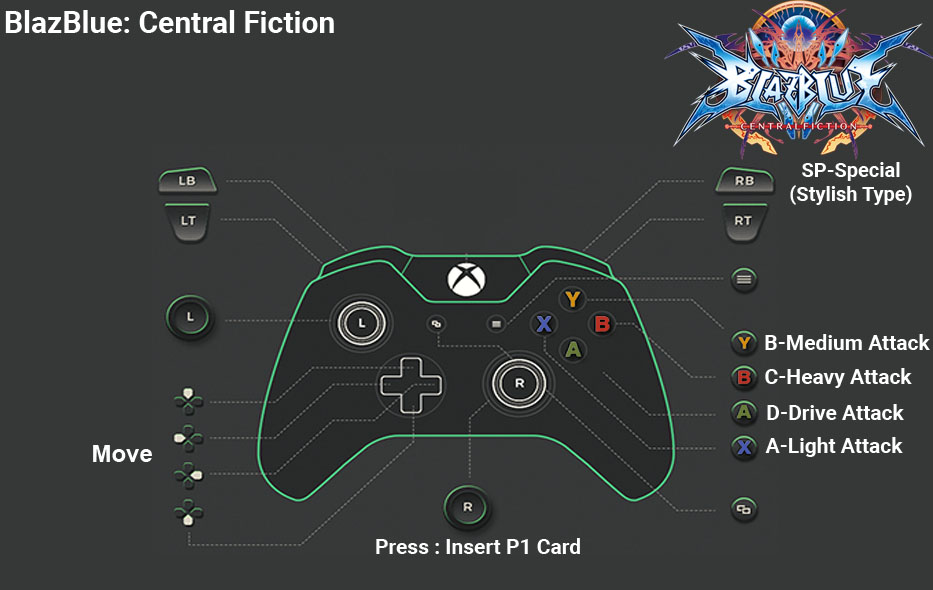 BlazBlue: Central Fiction
BLAZBLUE
CENTRALFICTION
LB
RB
SP-Special
(Stylish Type)
LT
RT
Y
L
L
X
B
A
Y
B-Medium Attack
R
B
C-Heavy Attack
A
D-Drive Attack
X
A-Light Attack
Move
R
Press : Insert P1 Card